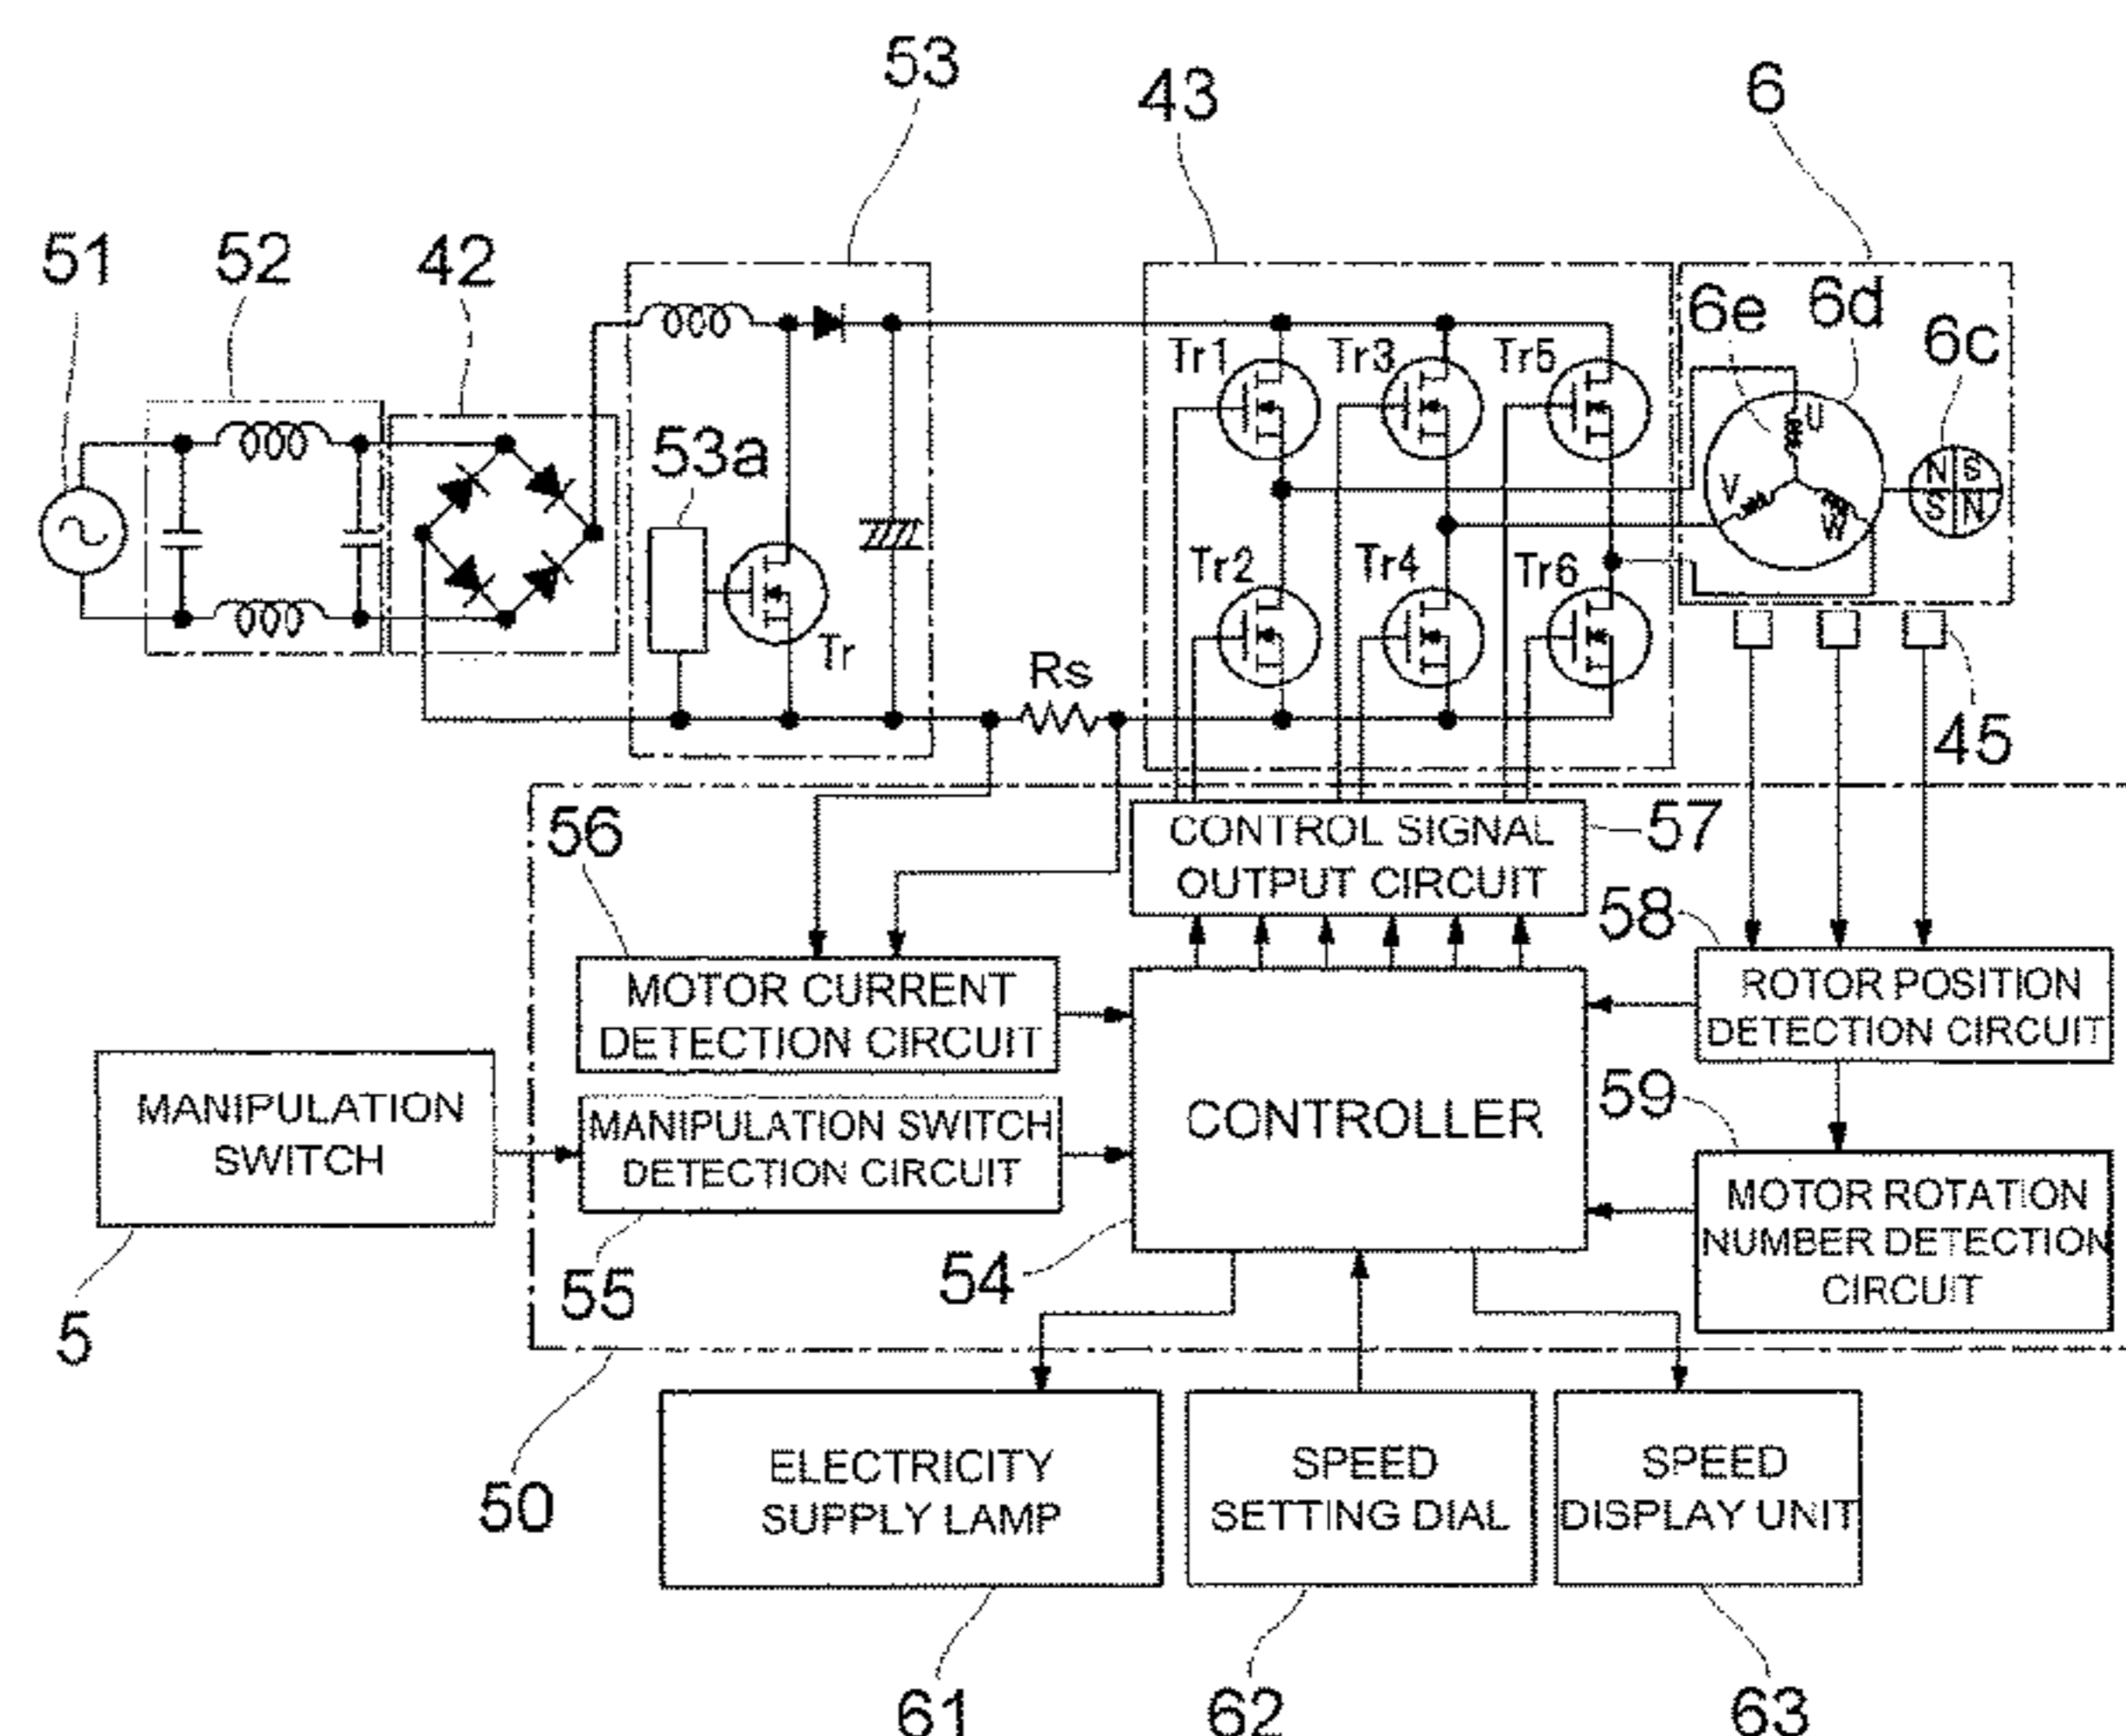 53
43
6
51
52
42
6e
6d
6c
Tr1
Tr3
Tr5
U
N S
V
S N
W
53a
Tr2
Tr4
Tr6
Tr
Rs
45
56
CONTROL SIGNAL
OUTPUT CIRCUIT
57
58
MOTOR CURRENT
DETECTION CIRCUIT
ROTOR POSITION
DETECTION CIRCUIT
MANIPULATION
SWITCH
MANIPULATION SWITCH
DETECTION CIRCUIT
CONTROLLER
59
MOTOR ROTATION
NUMBER DETECTION
CIRCUIT
5
55
54
50
ELECTRICITY
SUPPLY LAMP
SPEED
SETTING DIAL
SPEED
DISPLAY UNIT
61
62
63